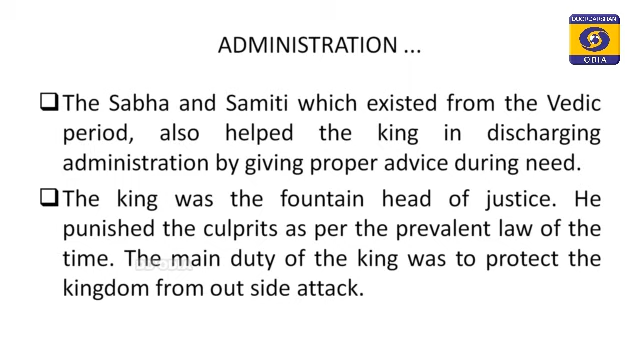 DOORDARSHAN
ODIA
ADMINISTRATION ...
The Sabha and Samiti which existed from the Vedic
period, also helped the king in discharging
administration by giving proper advice during need.
The king was the fountain head of justice. He
punished the culprits as per the prevalent law of the
time. The main duty of the king was to protect the
kingdom from out side attack.